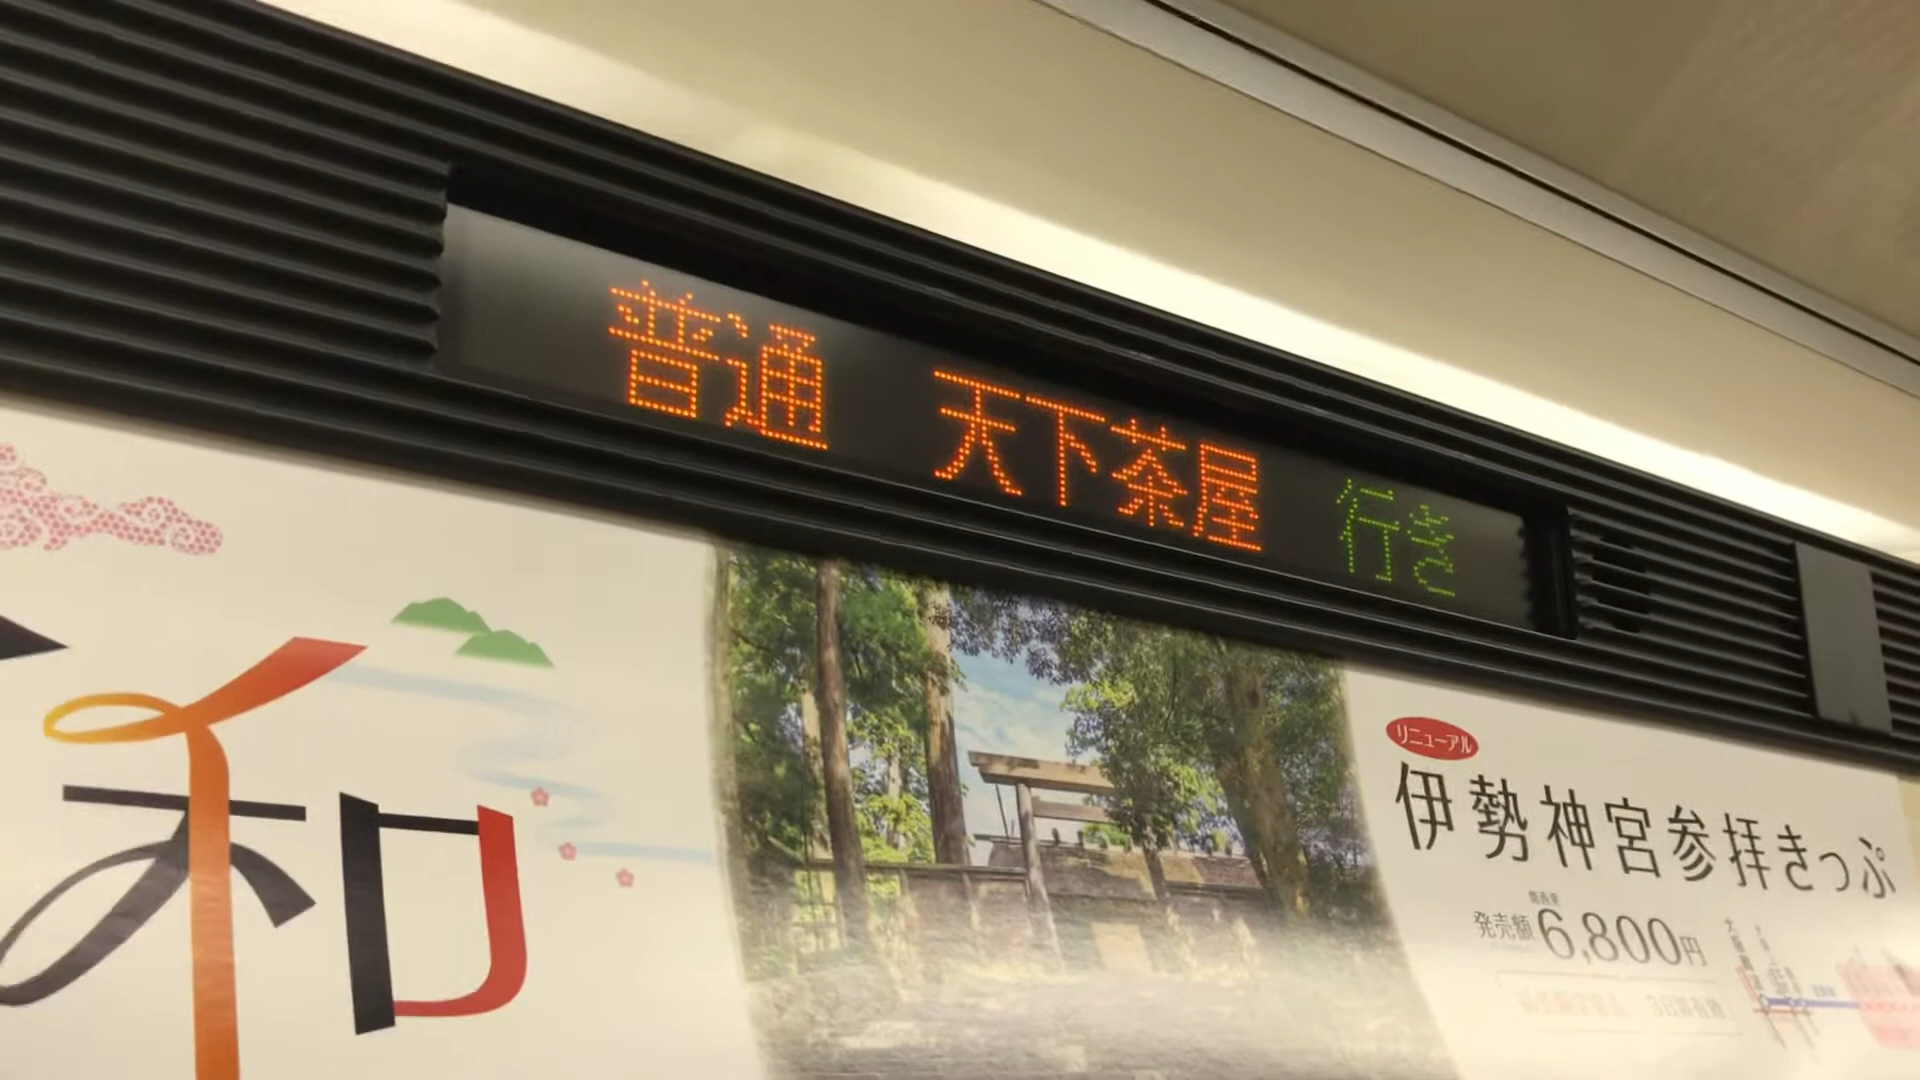 普通 天下茶屋 行き
和
リニューアル
伊勢神宮参拝きっぷ
発売額6,800円